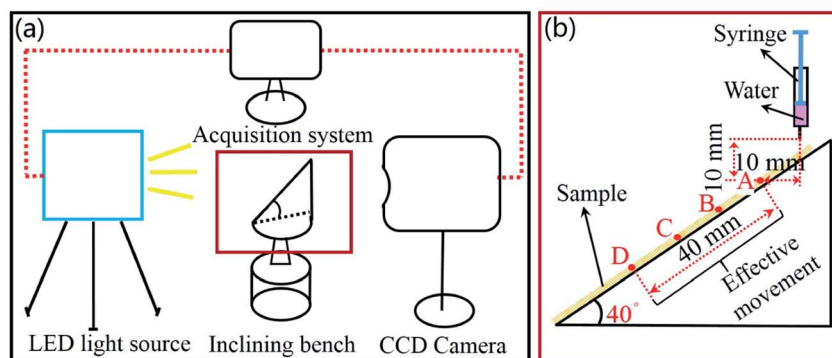 (a)
Acquisition system
LED light source
Inclining bench
CCD Camera
(b)
Syringe
Water
10 mm
10 mm
Sample
A
B
C
D
40 mm
Effective
movement
40°